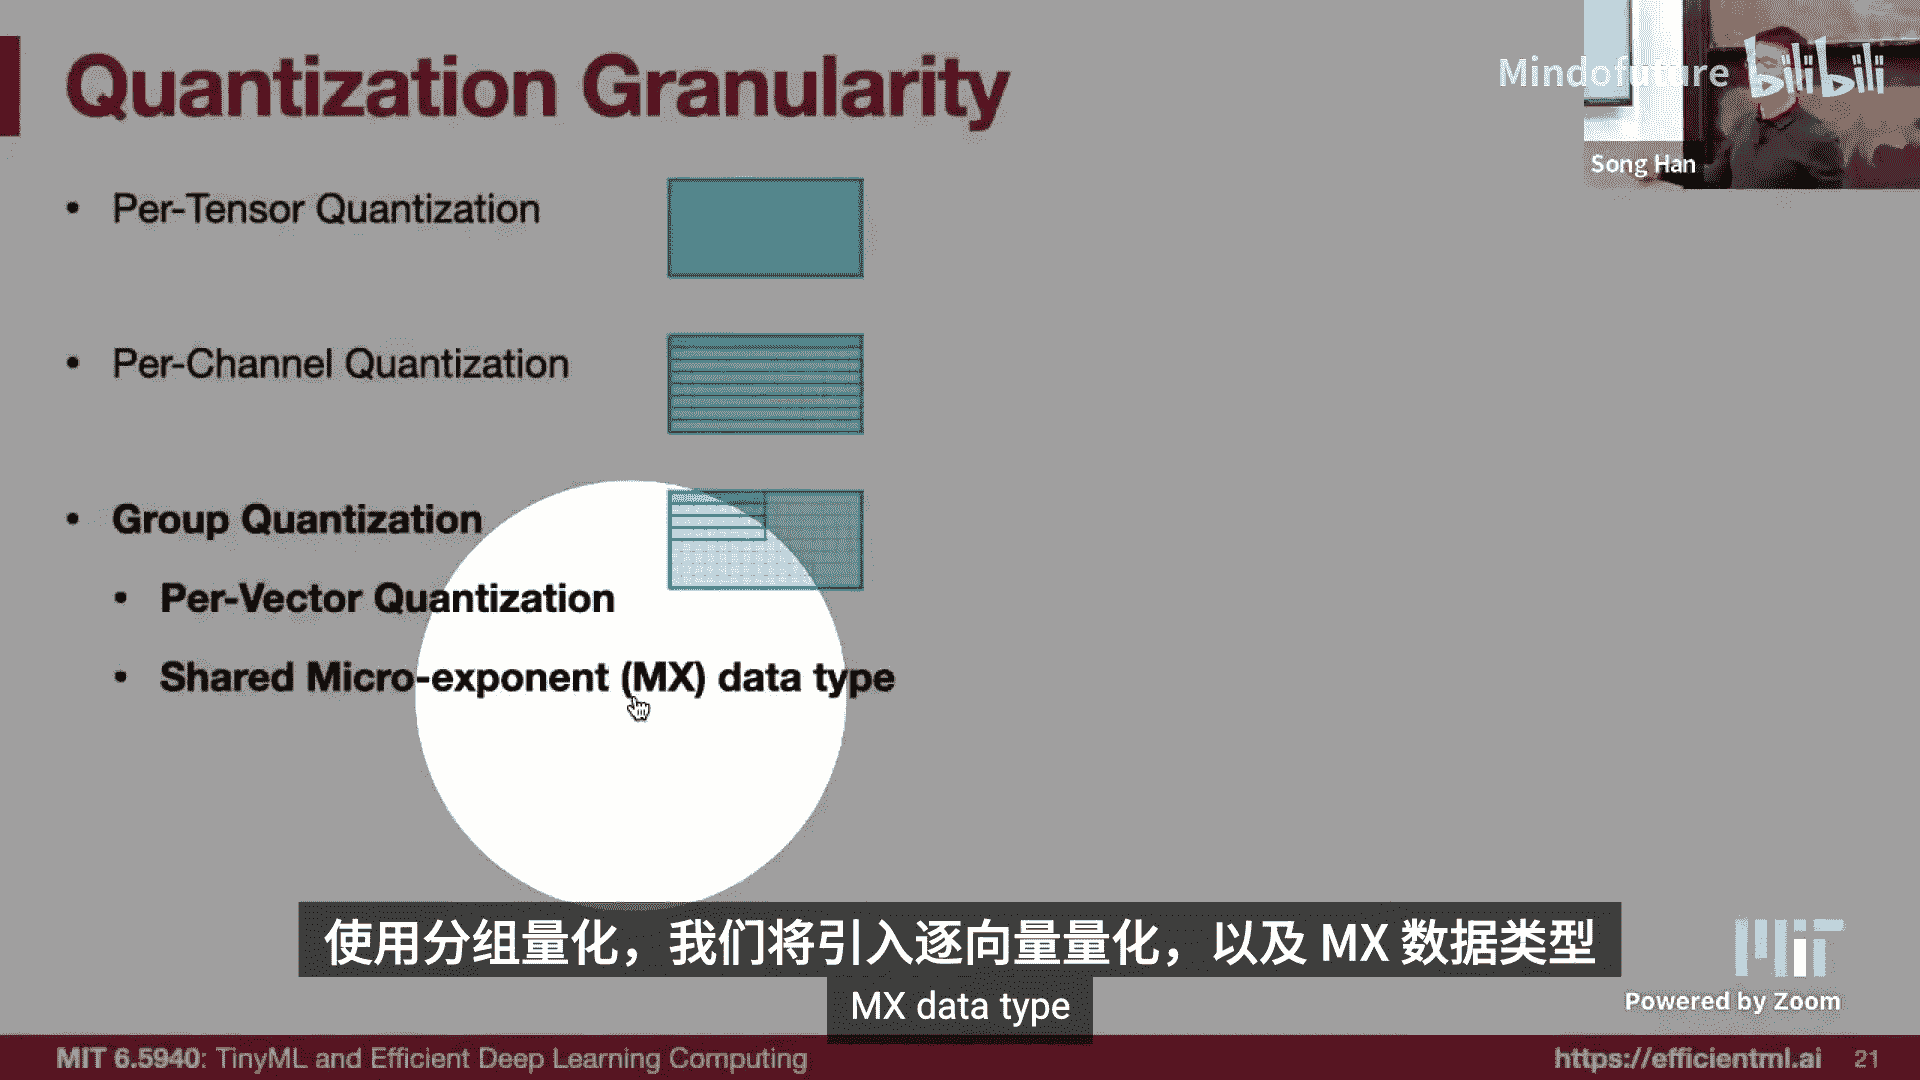 Quantization Granularity
Mindofuture bilibili
Song Han
• Per-Tensor Quantization
• Per-Channel Quantization
• Group Quantization
• Per-Vector Quantization
• Shared Micro-exponent (MX) data type
使用分组量化，我们将引入逐向量量化，以及 MX 数据类型
MX data type
MIT
Powered by Zoom
MIT 6.5940: TinyML and Efficient Deep Learning Computing
https://efficientml.ai 21